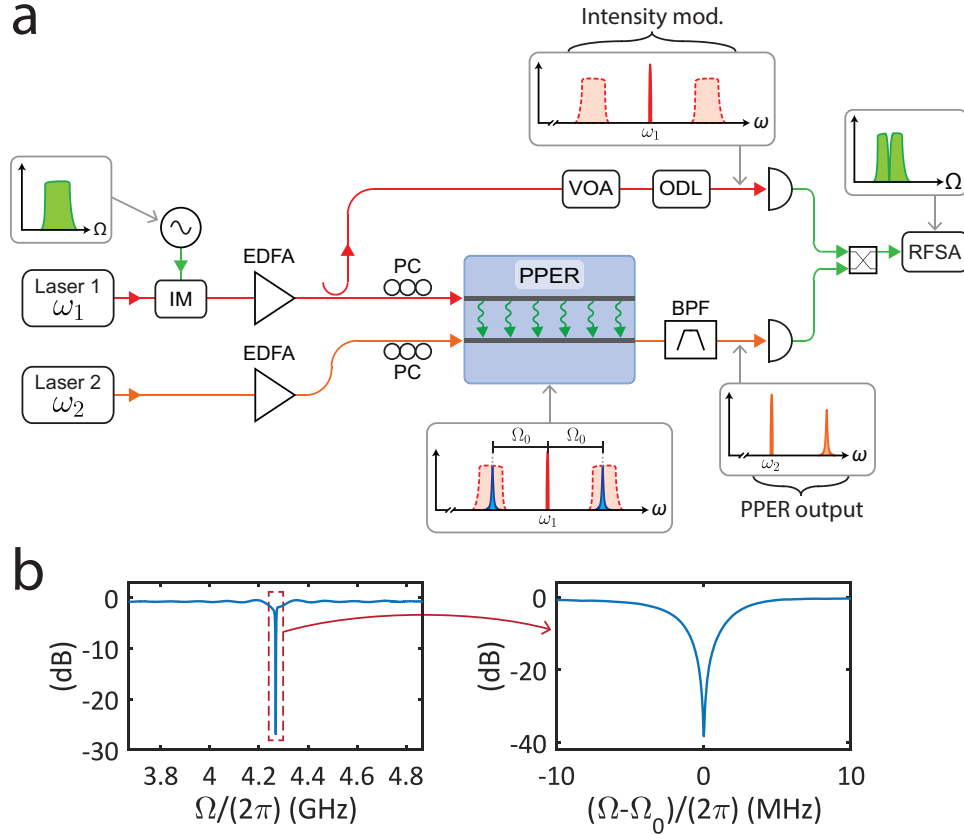 a
Intensity mod.
ω
ω₁
Ω
VOA
ODL
Ω
EDFA
PC
PPER
RFSA
Laser 1
ω₁
IM
BPF
EDFA
PC
Laser 2
ω₂
Ω₀ Ω₀
ω
ω₁
ω
ω₂
PPER output
b
0
-10
-20
-30
(dB)
3.8 4 4.2 4.4 4.6 4.8
Ω/(2π) (GHz)
0
-20
-40
(dB)
-10 0 10
(Ω-Ω₀)/(2π) (MHz)